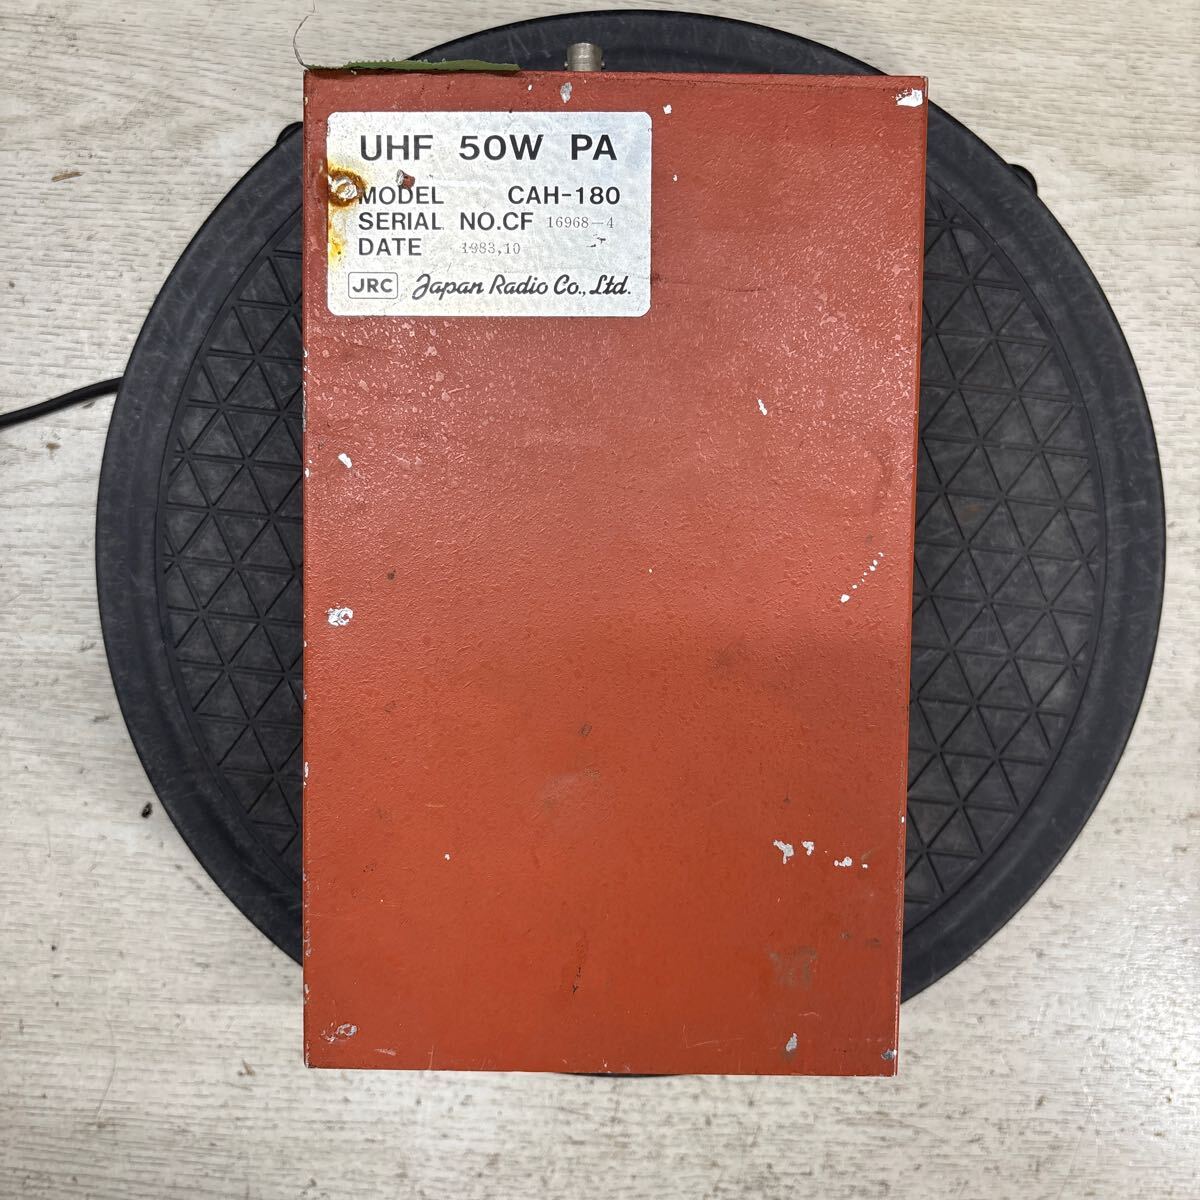 UHF 50W PA
MODEL CAH-180
SERIAL NO.CF 16968-4
DATE 1983,10
JRC Japan Radio Co., Ltd.